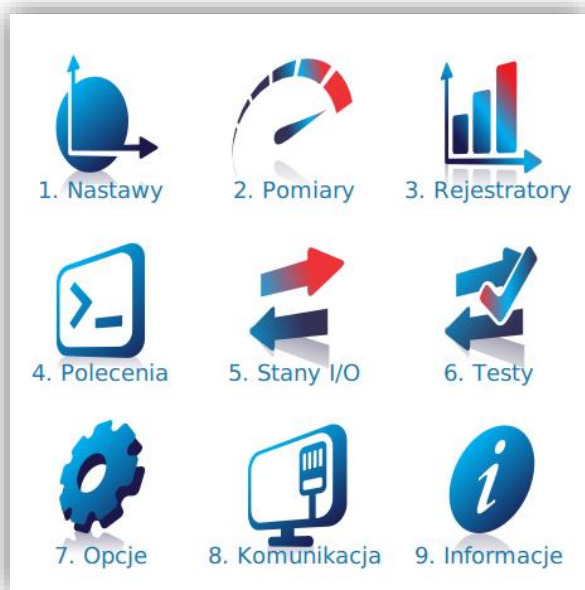 1. Nastawy
2. Pomiary
3. Rejestratory
4. Polecenia
5. Stany I/O
6. Testy
7. Opcje
8. Komunikacja
9. Informacje